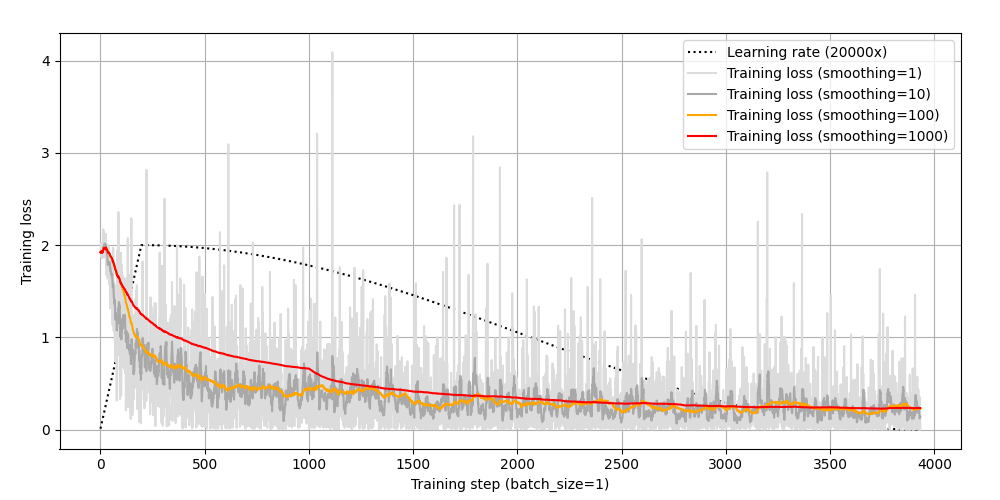 Learning rate (20000x)
Training loss (smoothing=1)
Training loss (smoothing=10)
Training loss (smoothing=100)
Training loss (smoothing=1000)
Training loss
4
3
2
1
0
0 500 1000 1500 2000 2500 3000 3500 4000
Training step (batch_size=1)